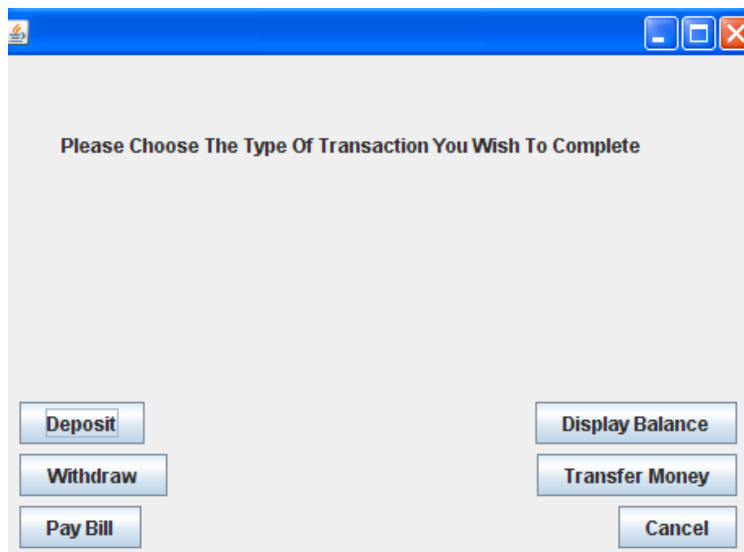 Please Choose The Type Of Transaction You Wish To Complete
Deposit
Display Balance
Withdraw
Transfer Money
Pay Bill
Cancel